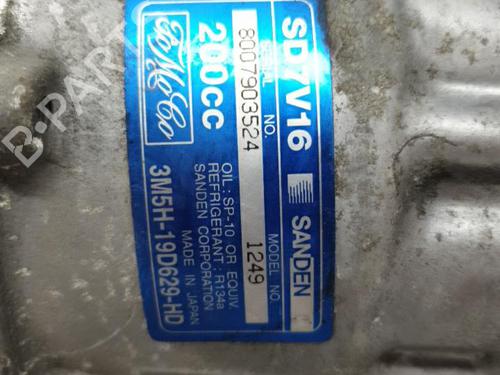 SD7V16 SANDEN
SERIAL NO. MODEL NO.
8007903524 1249
200cc
OIL: SP-10 OR EQUIV.
REFRIGERANT: R134a
SANDEN CORPORATION
MADE IN JAPAN
FoMoCo
3M5H-19D629-HD